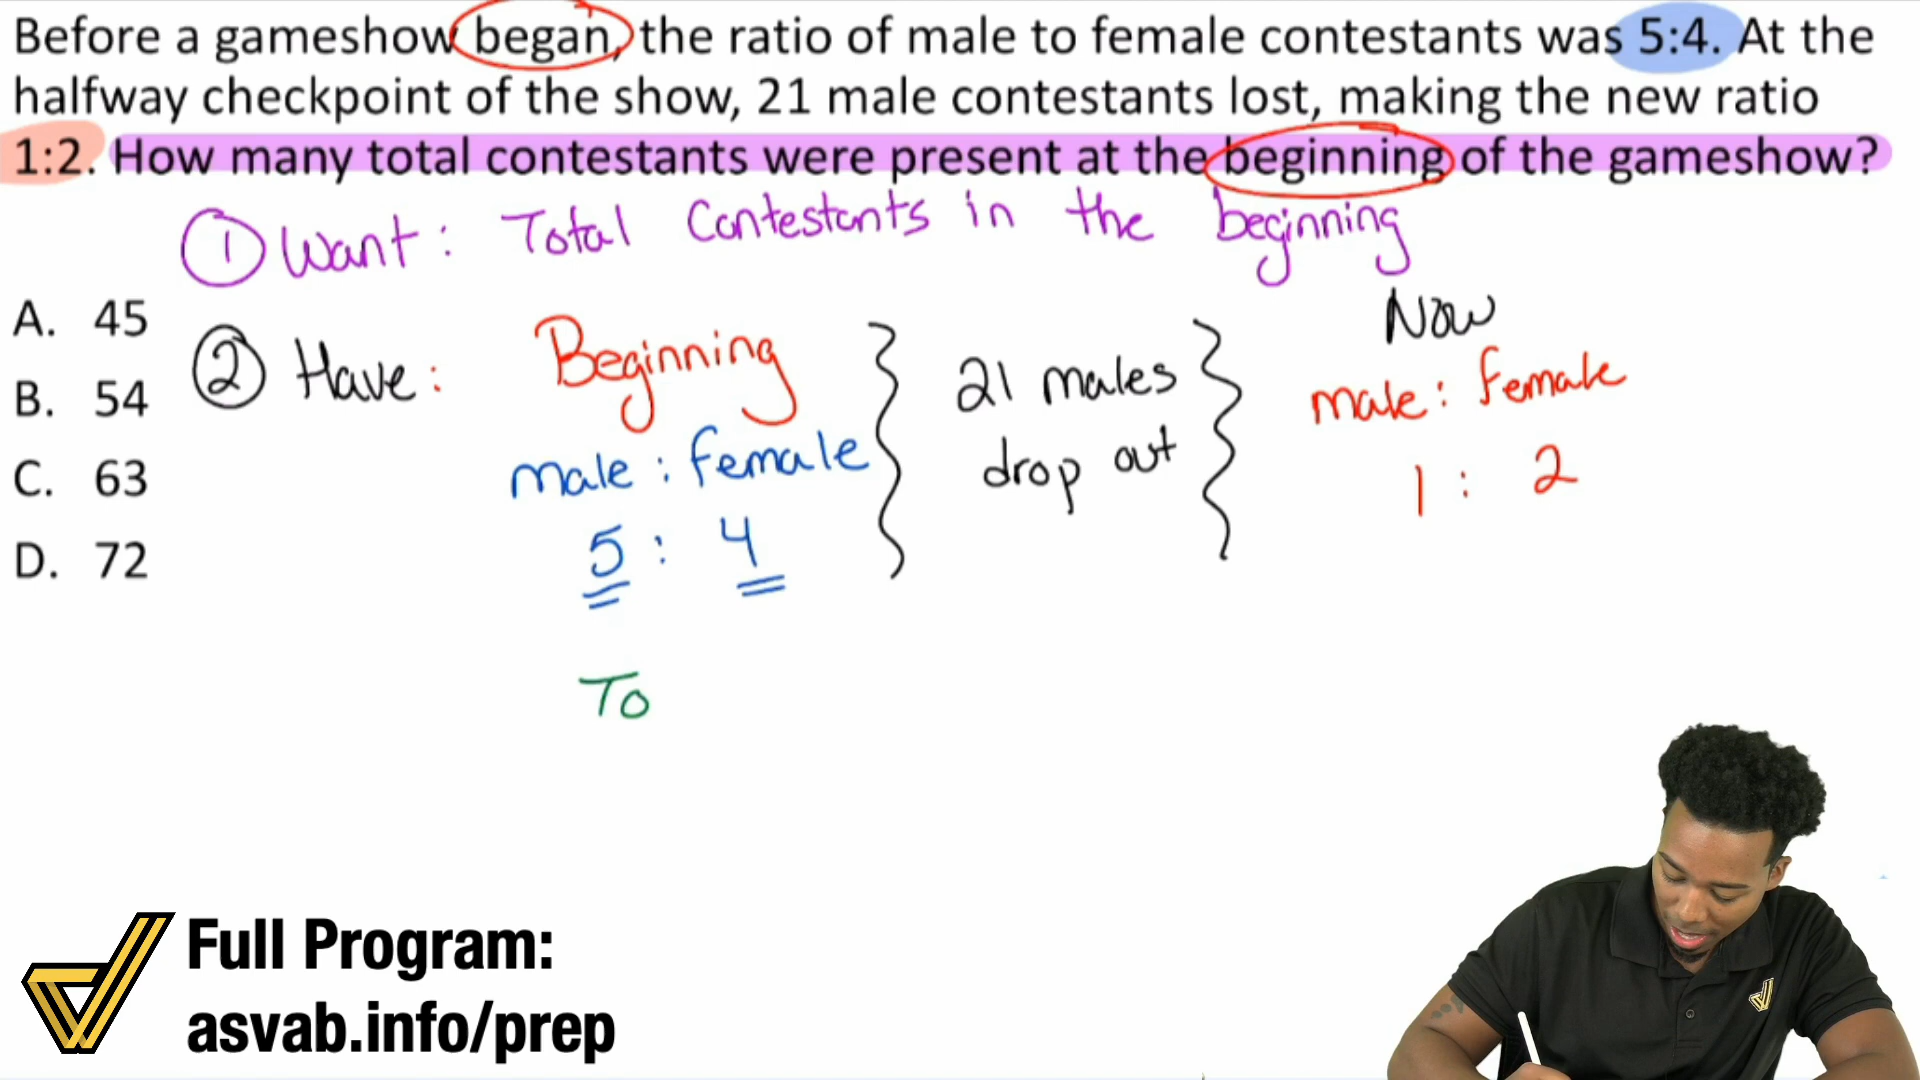 Before a gameshow began, the ratio of male to female contestants was 5:4. At the
halfway checkpoint of the show, 21 male contestants lost, making the new ratio
1:2. How many total contestants were present at the beginning of the gameshow?
① Want: Total Contestants in the beginning
A. 45
B. 54
C. 63
D. 72
② Have:
Beginning
male : female
5 : 4
21 males
drop out
Now
male : female
1 : 2
To
Full Program:
asvab.info/prep